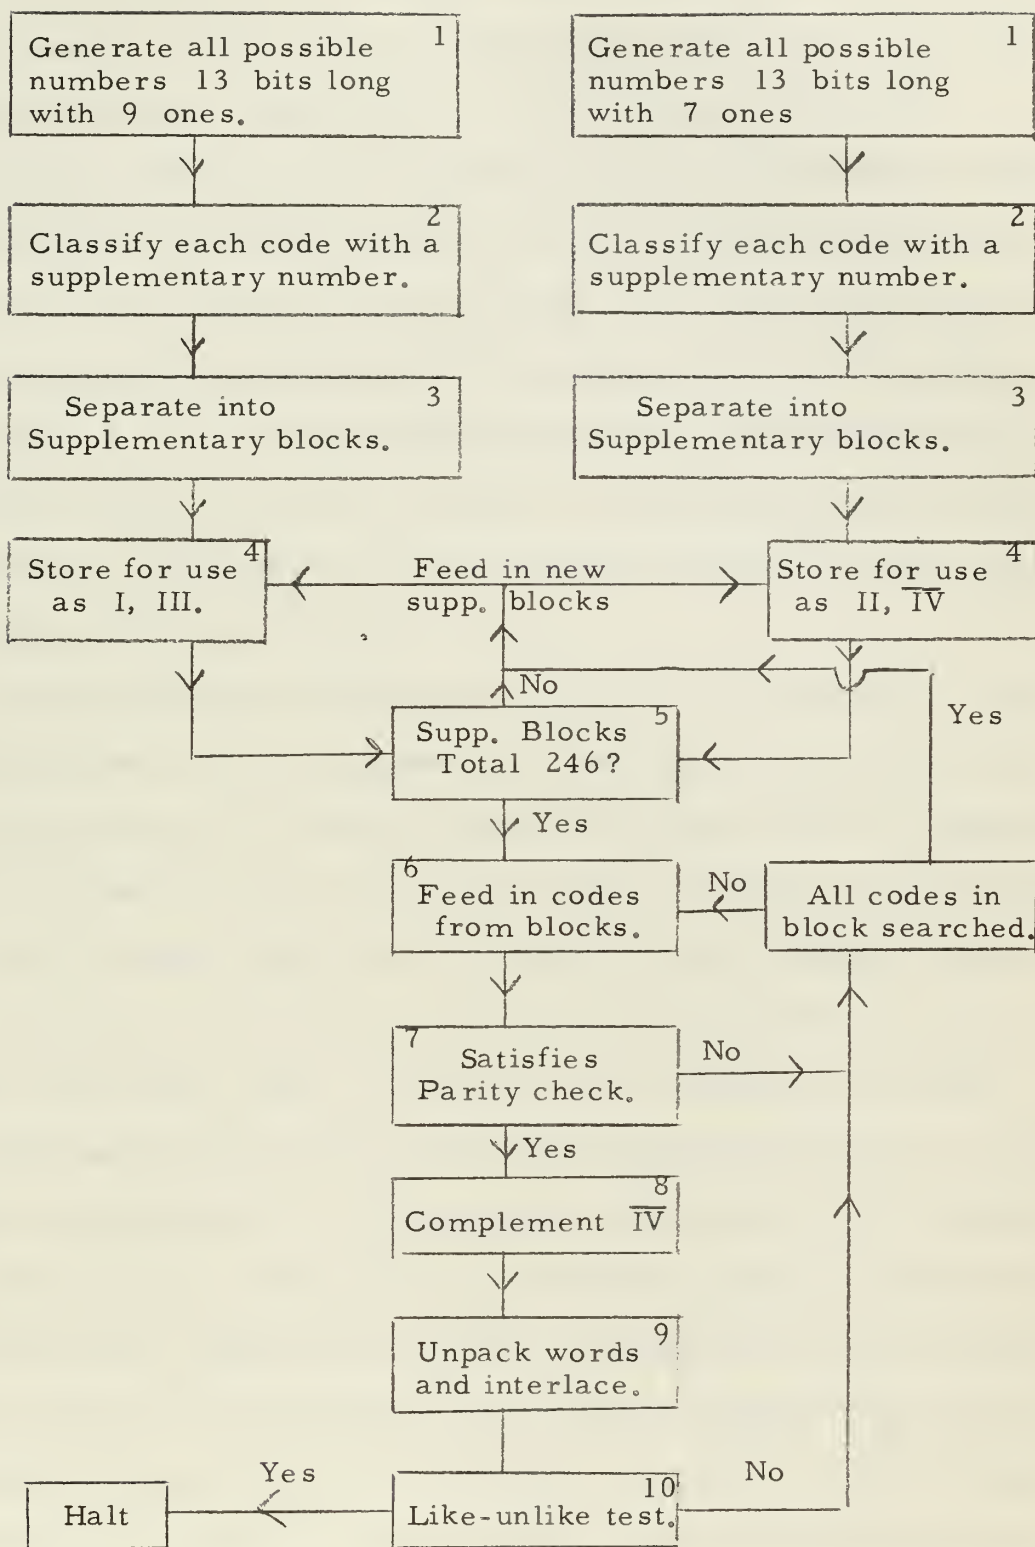 1
Generate all possible
numbers 13 bits long
with 9 ones.
1
Generate all possible
numbers 13 bits long
with 7 ones
2
Classify each code with a
supplementary number.
2
Classify each code with a
supplementary number.
3
Separate into
Supplementary blocks.
3
Separate into
Supplementary blocks.
4
Store for use
as I, III.
Feed in new
supp. blocks
4
Store for use
as II, I̅V̅
No
Yes
5
Supp. Blocks
Total 246?
Yes
6
Feed in codes
from blocks.
No
All codes in
block searched.
7
Satisfies
Parity check.
No
Yes
8
Complement I̅V̅
9
Unpack words
and interlace.
Yes
Halt
10
Like-unlike test.
No